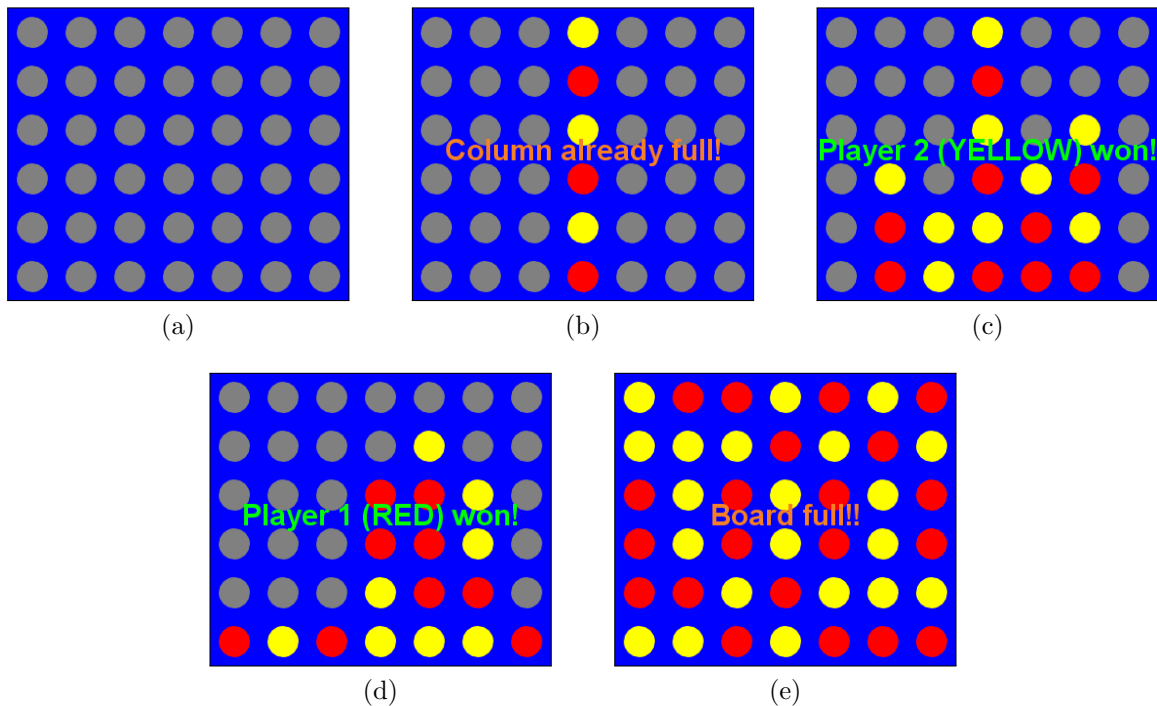 Column already full!
Player 2 (YELLOW) won!
(a)
(b)
(c)
Player 1 (RED) won!
Board full!!
(d)
(e)